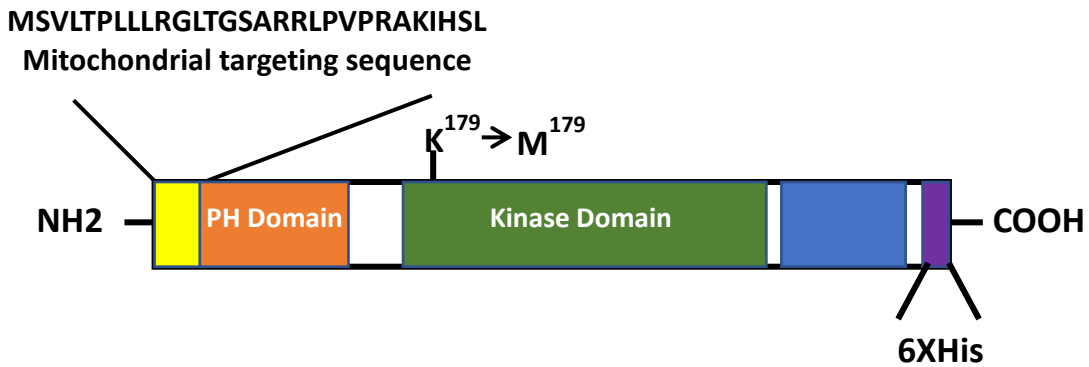 MSVLTPLLLRGLTGSARRLPVPRAKIHSL
Mitochondrial targeting sequence
K179→M179
NH2
PH Domain
Kinase Domain
COOH
6XHis